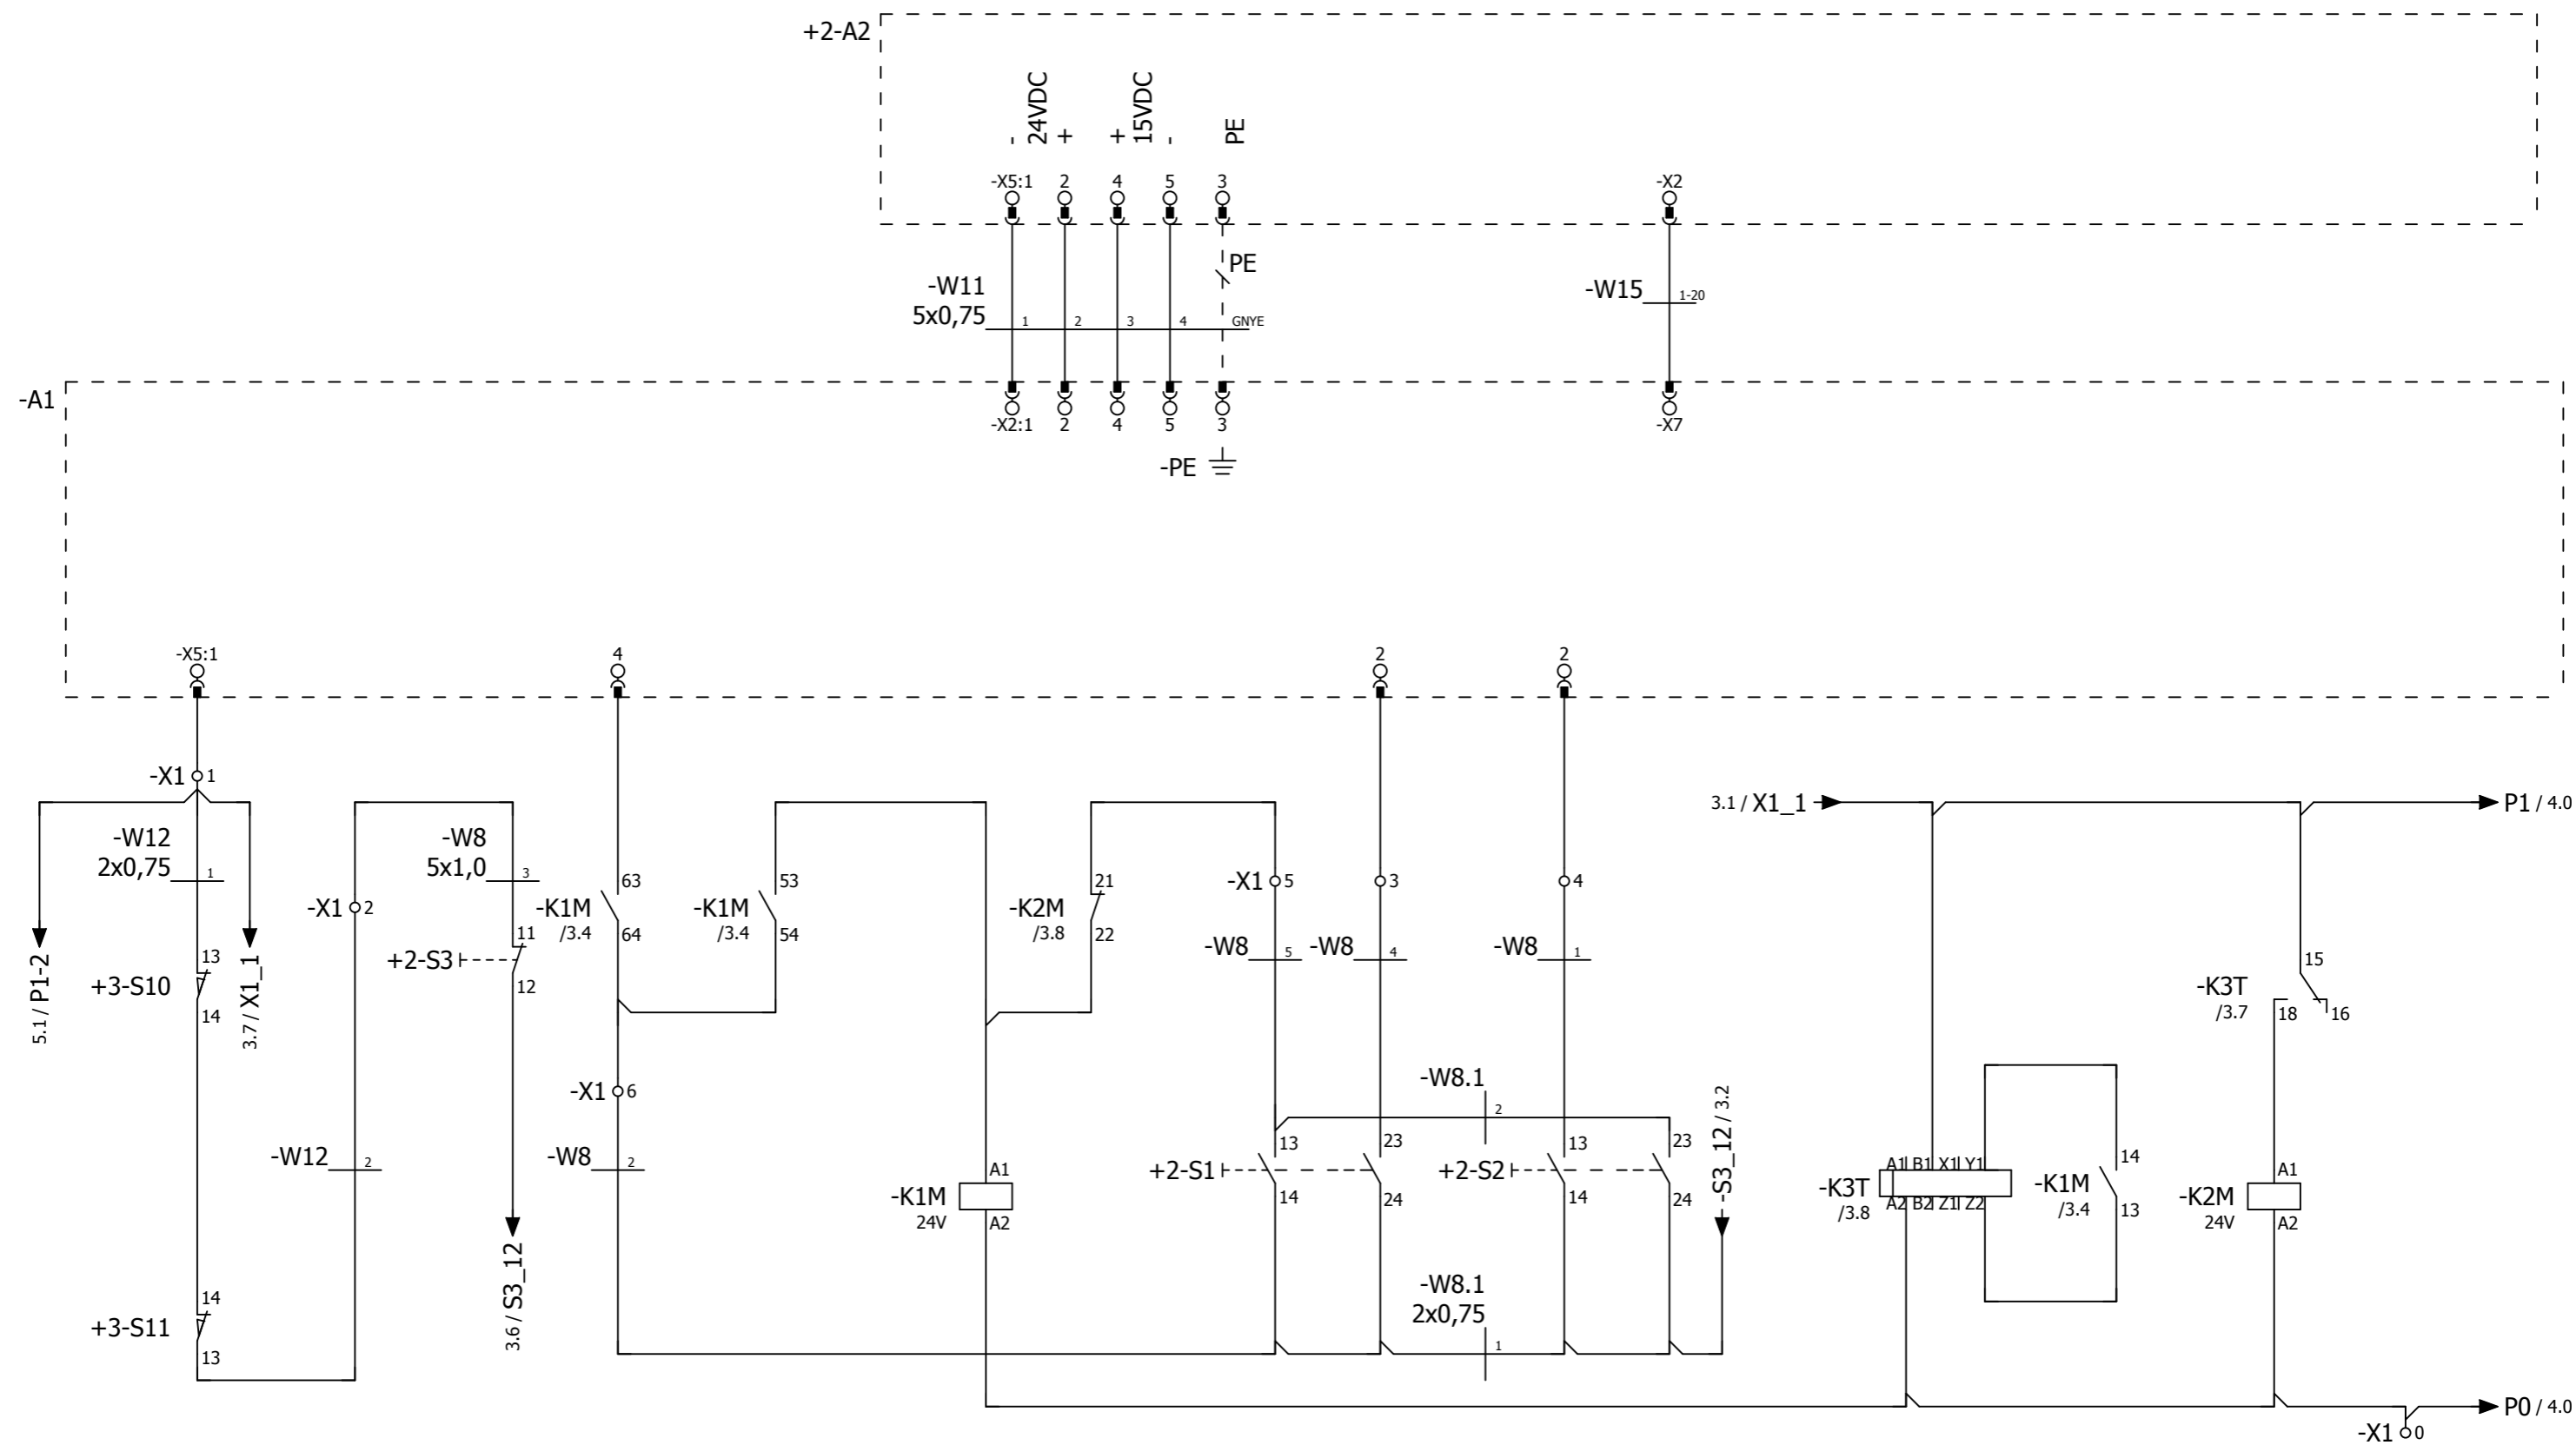 +2-A2
- 24VDC +
+ 15VDC -
PE
-X5:1 2 4 5 3
-X2
PE
-W11
5x0,75
1 2 3 4 GNYE
-W15 1-20
-A1
-X2:1 2 4 5 3
-X7
-PE
-X5:1 4 2 2
-X1 1
3.1 / X1_1
P1 / 4.0
-W12
2x0,75
1
-W8
5x1,0
3
-X1 2
-K1M
/3.4
63
64
-K1M
/3.4
53
54
-K2M
/3.8
21
22
-X1 5
3
4
-W8 5
-W8 4
-W8 1
5.1 / P1-2
+3-S10
13
14
3.7 / X1_1
+2-S3
11
12
-K3T
/3.7
15
18
16
-X1 6
-W8.1
2
-S3_12 / 3.2
-W12 2
-W8 2
-K1M
24V
A1
A2
+2-S1
13
14
23
24
+2-S2
13
14
23
24
-K3T
/3.8
A1 B1 X1 Y1
A2 B2 Z1 Z2
-K1M
/3.4
14
13
-K2M
24V
A1
A2
3.6 / S3_12
+3-S11
14
13
-W8.1
2x0,75
1
P0 / 4.0
-X1 0